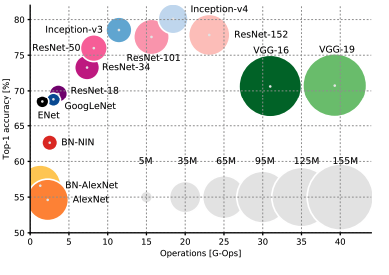 80
75
70
65
60
55
50
Top-1 accuracy [%]
Inception-v4
Inception-v3
ResNet-152
ResNet-50
ResNet-101
VGG-16
VGG-19
ResNet-34
ResNet-18
GoogLeNet
ENet
BN-NIN
5M 35M 65M 95M 125M 155M
BN-AlexNet
AlexNet
0 5 10 15 20 25 30 35 40
Operations [G-Ops]